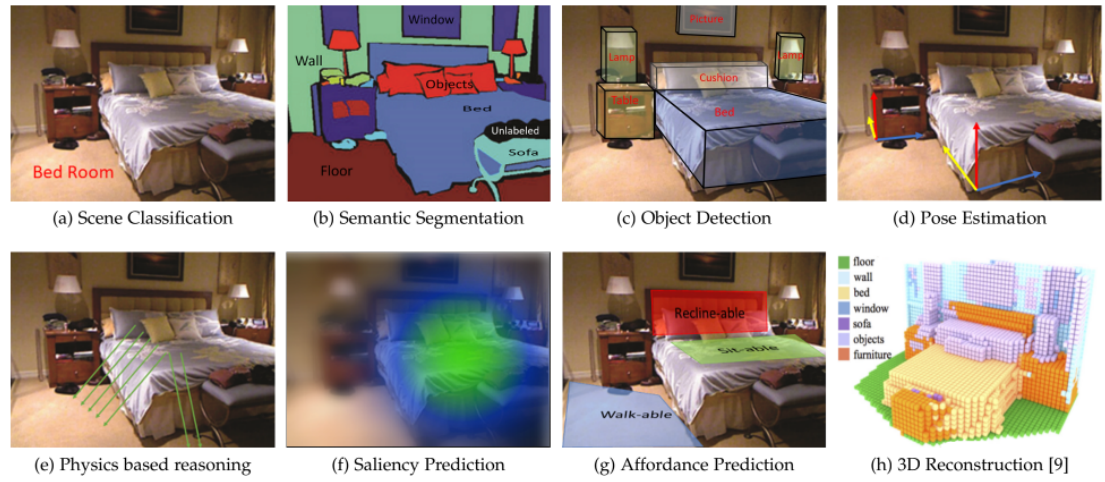 Bed Room
Window
Wall
Objects
Bed
Unlabeled
Sofa
Floor
Picture
Lamp
Lamp
Cushion
Table
Bed
(a) Scene Classification
(b) Semantic Segmentation
(c) Object Detection
(d) Pose Estimation
Recline-able
Sit-able
Walk-able
floor
wall
bed
window
sofa
objects
furniture
(e) Physics based reasoning
(f) Saliency Prediction
(g) Affordance Prediction
(h) 3D Reconstruction [9]